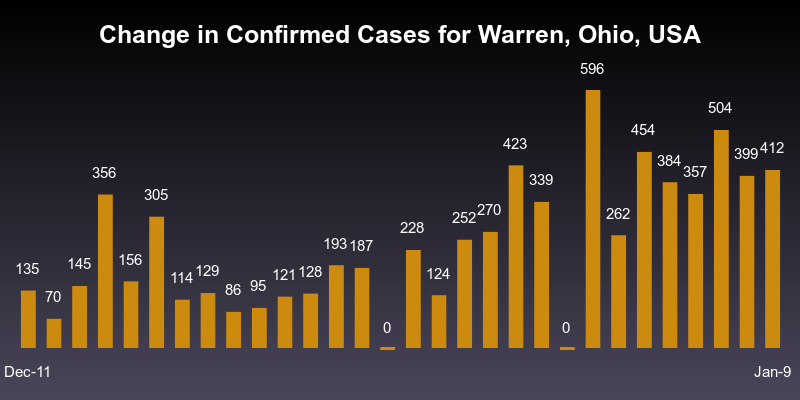 Change in Confirmed Cases for Warren, Ohio, USA
135 70 145 356 156 305 114 129 86 95 121 128 193 187 0 228 124 252 270 423 339 0 596 262 454 384 357 504 399 412
Dec-11 Jan-9